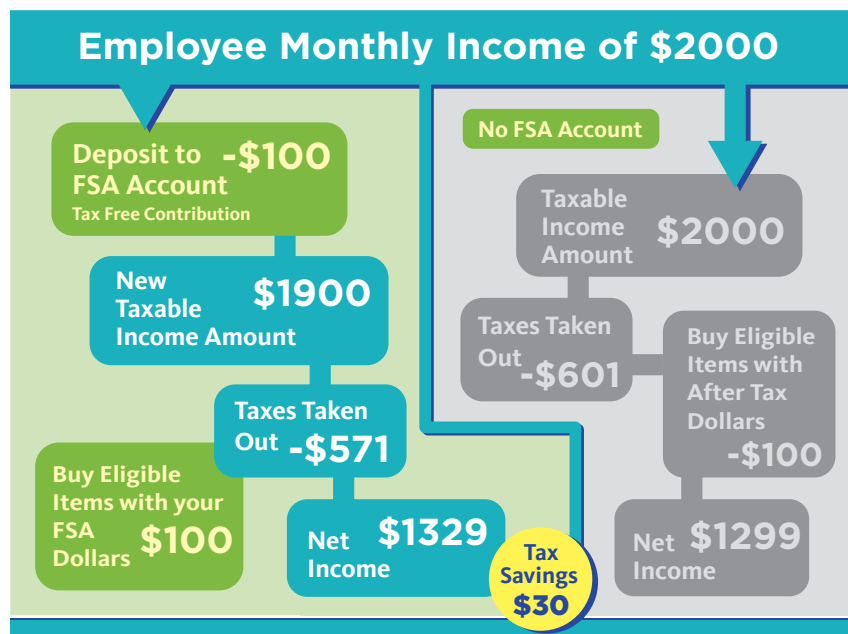 Employee Monthly Income of $2000
Deposit to -$100
FSA Account
Tax Free Contribution
New
Taxable $1900
Income Amount
Taxes Taken
Out -$571
Buy Eligible
Items with your
FSA
Dollars $100
Net $1329
Income
Tax
Savings
$30
No FSA Account
Taxable
Income $2000
Amount
Taxes Taken
Out -$601
Buy Eligible
Items with
After Tax
Dollars
-$100
Net $1299
Income